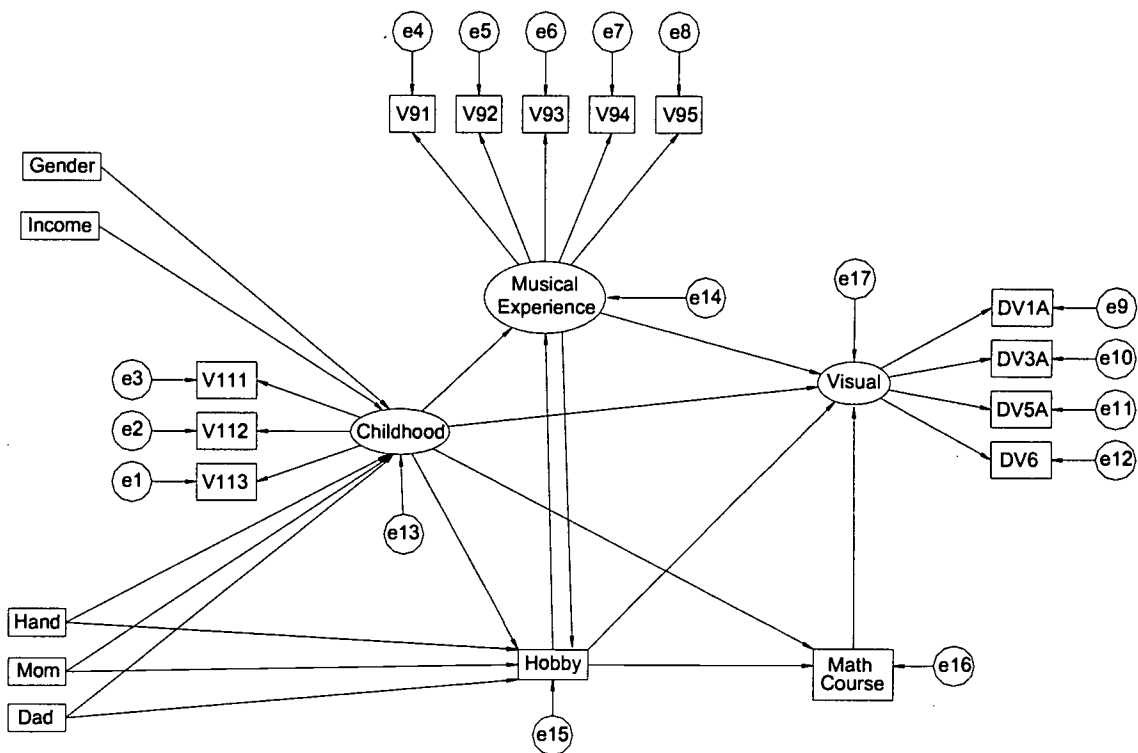 e4
e5
e6
e7
e8
V91
V92
V93
V94
V95
Gender
Income
Musical
Experience
e14
e17
DV1A
e9
DV3A
e10
Visual
DV5A
e11
DV6
e12
e3
V111
e2
V112
Childhood
e1
V113
e13
Hand
Mom
Dad
Hobby
Math
Course
e16
e15